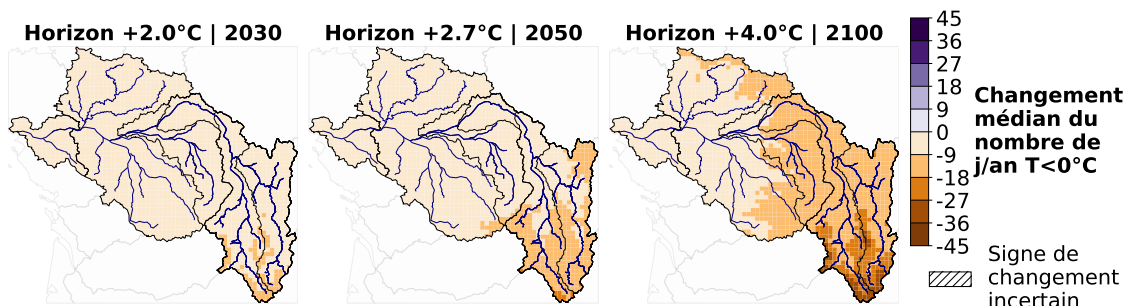 Horizon +2.0°C | 2030
Horizon +2.7°C | 2050
Horizon +4.0°C | 2100
45
36
27
18
9
0
-9
-18
-27
-36
-45
Changement
médian du
nombre de
j/an T<0°C
Signe de
changement
incertain